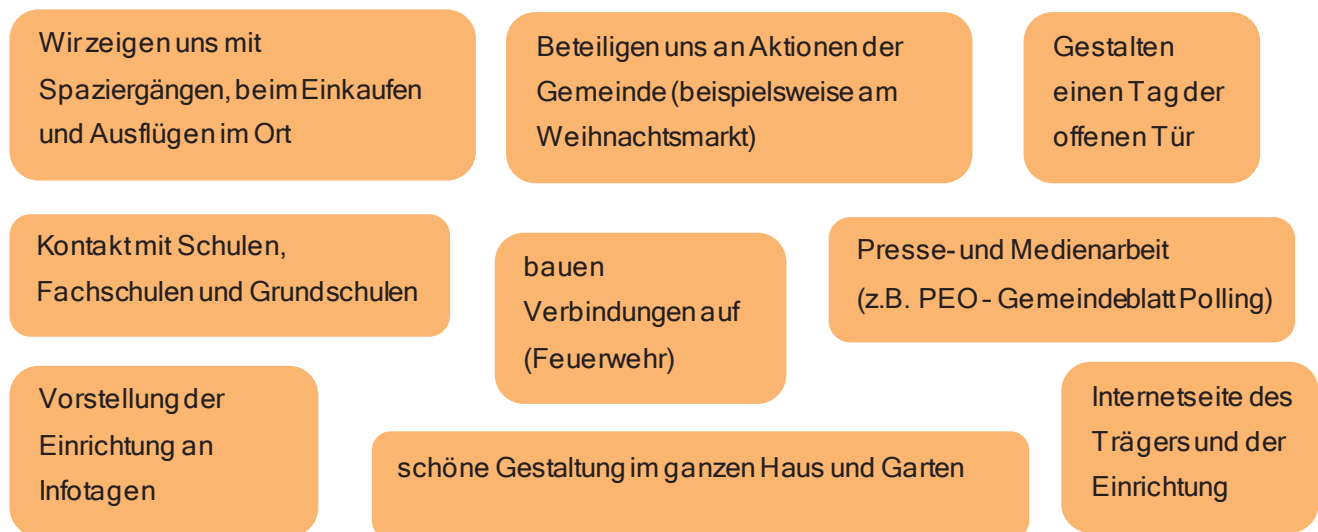 Wir zeigen uns mit
Spaziergängen, beim Einkaufen
und Ausflügen im Ort
Beteiligen uns an Aktionen der
Gemeinde (beispielsweise am
Weihnachtsmarkt)
Gestalten
einen Tag der
offenen Tür
Kontakt mit Schulen,
Fachschulen und Grundschulen
bauen
Verbindungen auf
(Feuerwehr)
Presse- und Medienarbeit
(z.B. PEO - Gemeindeblatt Polling)
Vorstellung der
Einrichtung an
Infotagen
schöne Gestaltung im ganzen Haus und Garten
Internetseite des
Trägers und der
Einrichtung